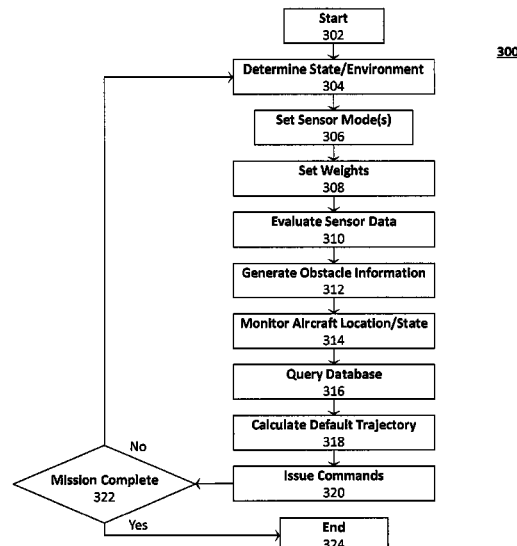 Start
302
300
Determine State/Environment
304
Set Sensor Mode(s)
306
Set Weights
308
Evaluate Sensor Data
310
Generate Obstacle Information
312
Monitor Aircraft Location/State
314
Query Database
316
Calculate Default Trajectory
318
Issue Commands
320
No
Mission Complete
322
Yes
End
324